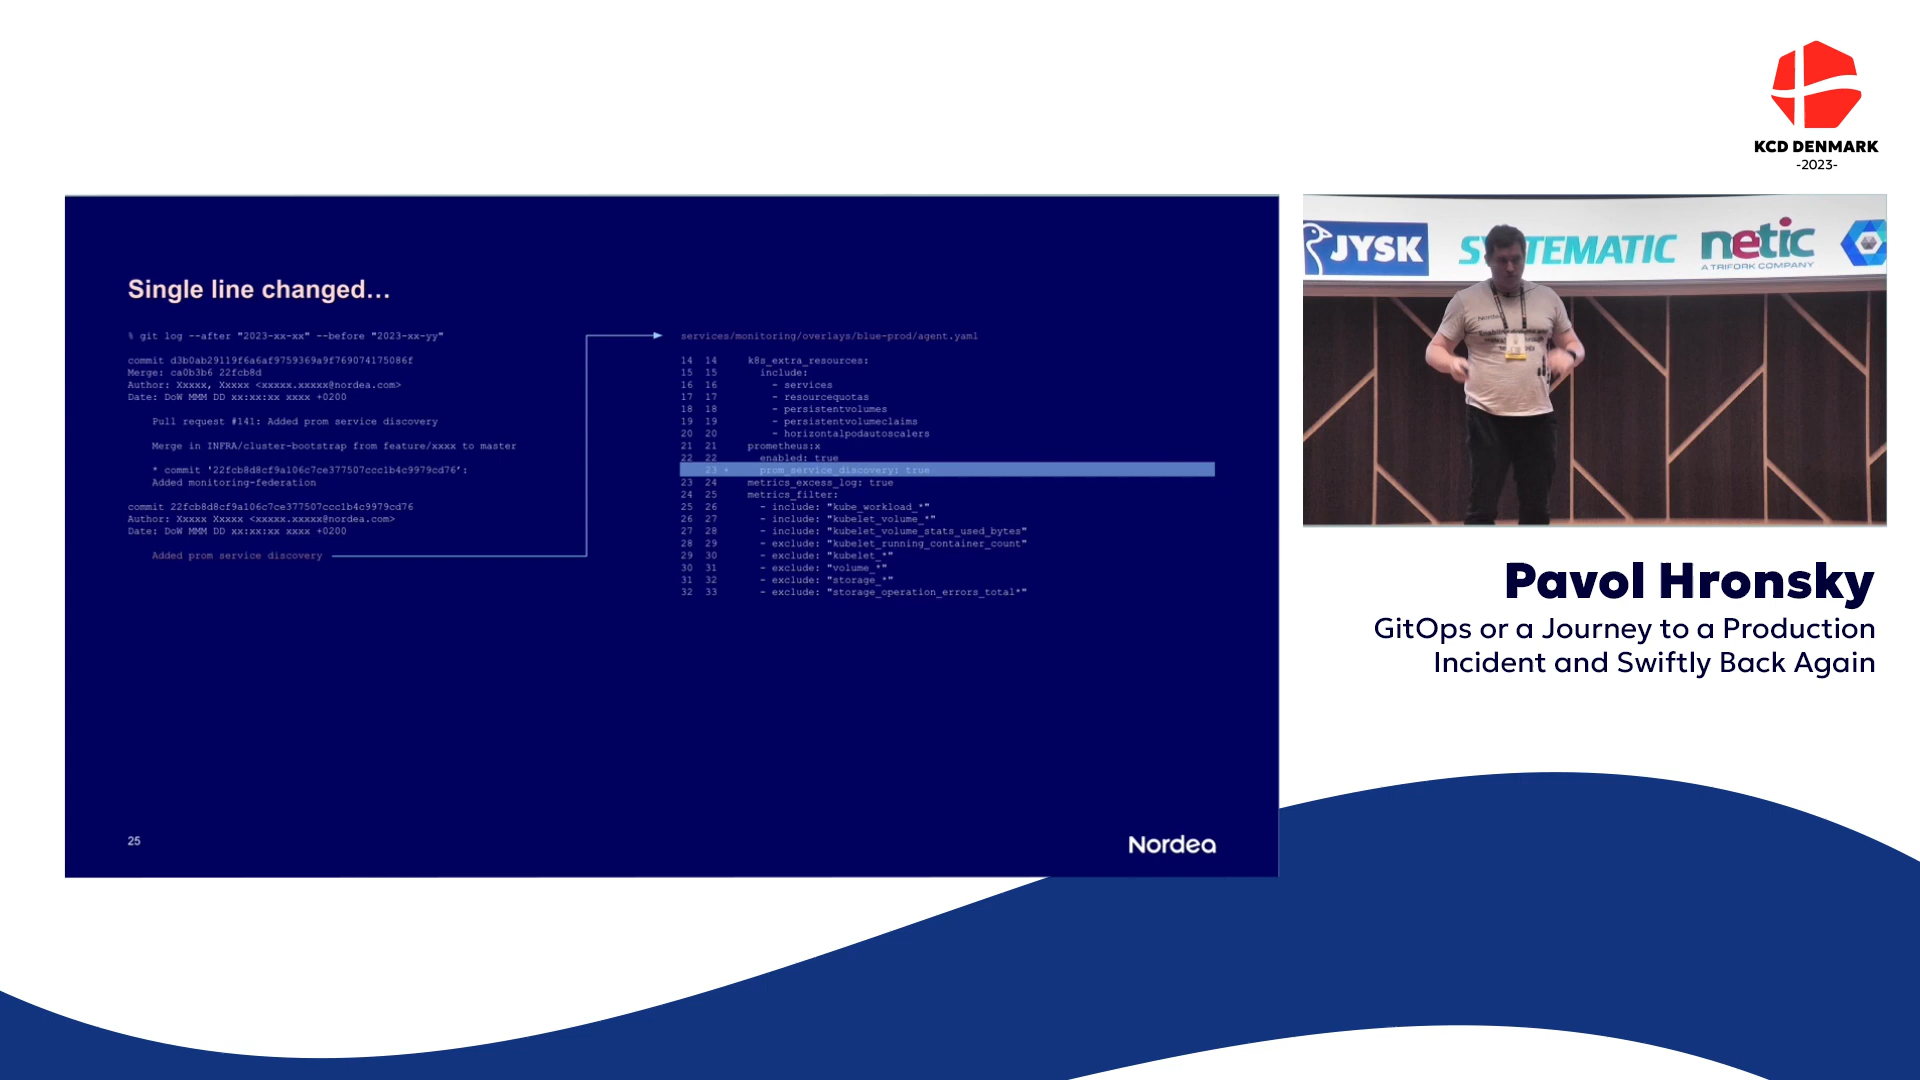 KCD DENMARK
-2023-
Single line changed...
% git log --after "2023-xx-xx" --before "2023-xx-yy"
commit d3b0ab29119f6a6af9759369a9f769074175086f
Merge: ca0b3b6 22fcb8d
Author: Xxxxx, Xxxxx <xxxxx.xxxxx@nordea.com>
Date: DoW MMM DD xx:xx:xx xxxx +0200
Pull request #141: Added prom service discovery
Merge in INFRA/cluster-bootstrap from feature/xxxx to master
* commit '22fcb8d8cf9a106c7ce377507ccc1b4c9979cd76':
Added monitoring-federation
commit 22fcb8d8cf9a106c7ce377507ccc1b4c9979cd76
Author: Xxxxx Xxxxx <xxxxx.xxxxx@nordea.com>
Date: DoW MMM DD xx:xx:xx xxxx +0200
Added prom service discovery
services/monitoring/overlays/blue-prod/agent.yaml
14 14 k8s_extra_resources:
15 15 include:
16 16 - services
17 17 - resourcequotas
18 18 - persistentvolumes
19 19 - persistentvolumeclaims
20 20 - horizontalpodautoscalers
21 21 prometheus:x
22 22 enabled: true
23 + prom_service_discovery: true
23 24 metrics_excess_log: true
24 25 metrics_filter:
25 26 - include: "kube_workload_*"
26 27 - include: "kubelet_volume_*"
27 28 - include: "kubelet_volume_stats_used_bytes"
28 29 - exclude: "kubelet_running_container_count"
29 30 - exclude: "kubelet_*"
30 31 - exclude: "volume_*"
31 32 - exclude: "storage_*"
32 33 - exclude: "storage_operation_errors_total*"
25
Nordea
JYSK
SYSTEMATIC
netic
A TRIFORK COMPANY
Pavol Hronsky
GitOps or a Journey to a Production
Incident and Swiftly Back Again